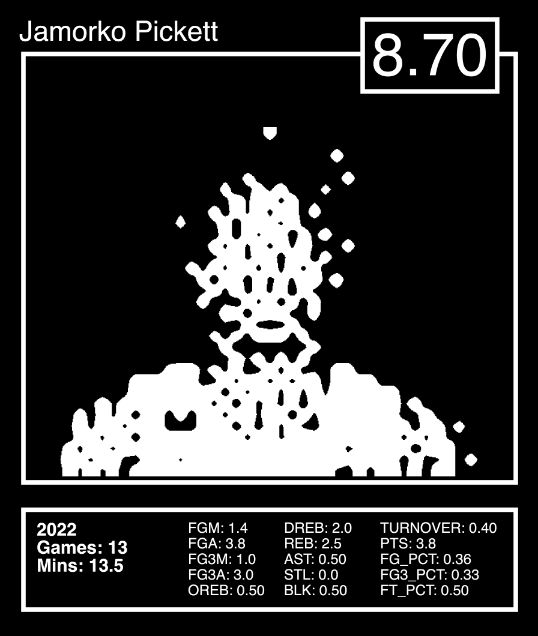 Jamorko Pickett
8.70
2022
Games: 13
Mins: 13.5
FGM: 1.4
FGA: 3.8
FG3M: 1.0
FG3A: 3.0
OREB: 0.50
DREB: 2.0
REB: 2.5
AST: 0.50
STL: 0.0
BLK: 0.50
TURNOVER: 0.40
PTS: 3.8
FG_PCT: 0.36
FG3_PCT: 0.33
FT_PCT: 0.50